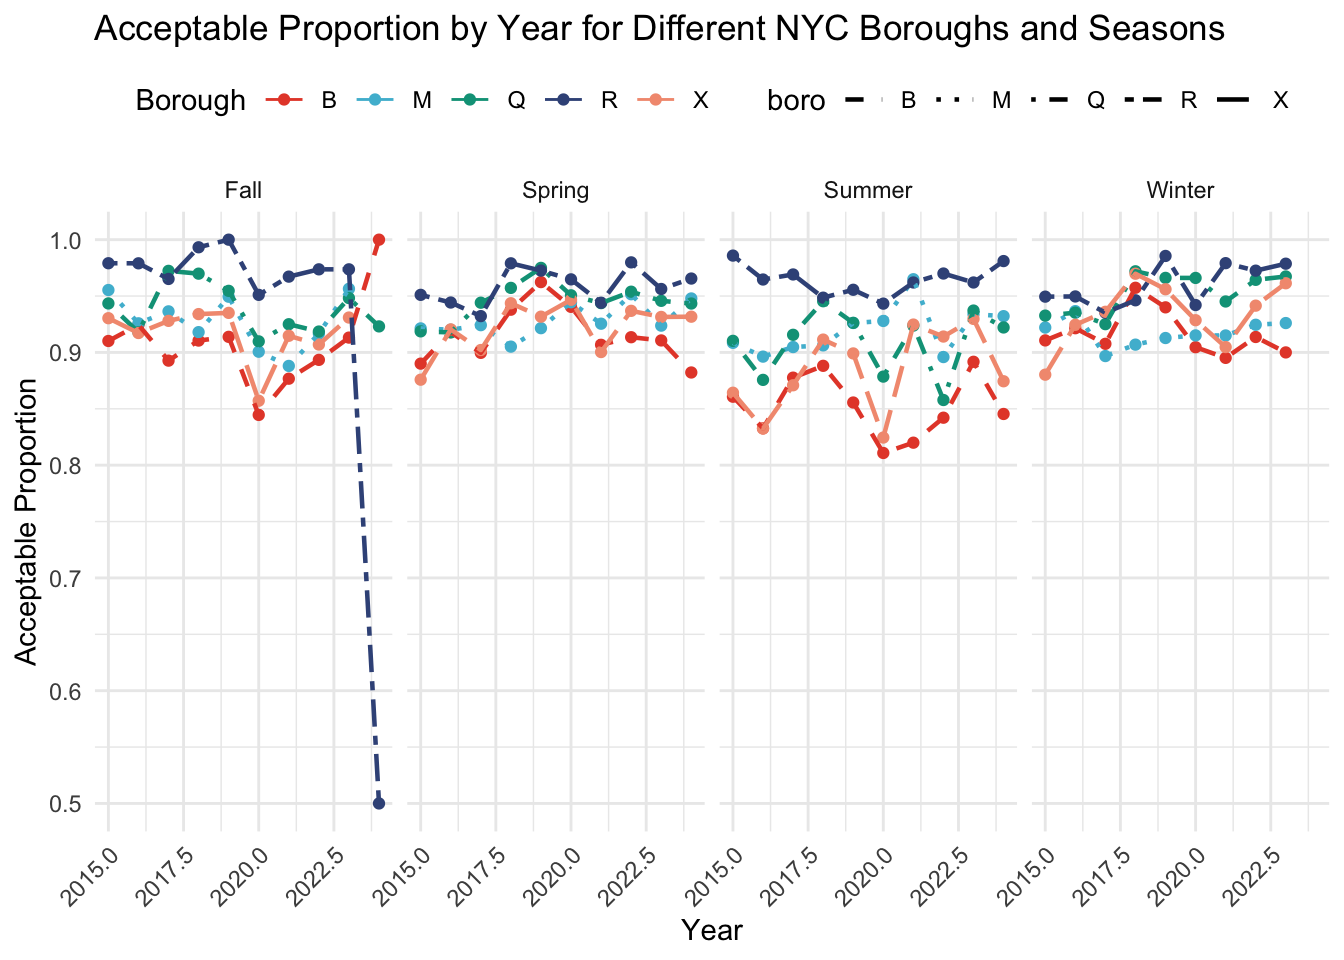 Acceptable Proportion by Year for Different NYC Boroughs and Seasons
Borough B M Q R X boro B M Q R X
Fall Spring Summer Winter
Acceptable Proportion
1.0
0.9
0.8
0.7
0.6
0.5
2015.0 2017.5 2020.0 2022.5 2015.0 2017.5 2020.0 2022.5 2015.0 2017.5 2020.0 2022.5 2015.0 2017.5 2020.0 2022.5
Year